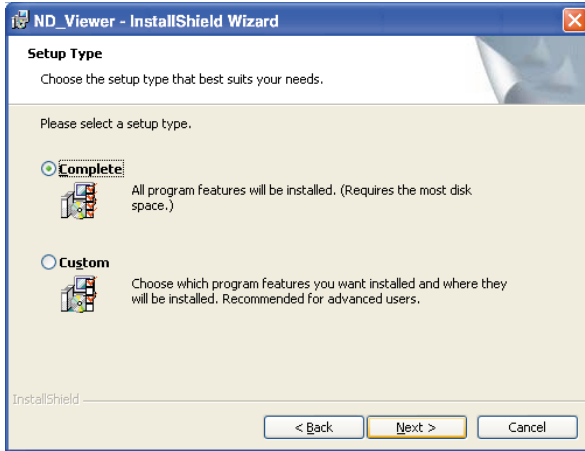 ND_Viewer - InstallShield Wizard
Setup Type
Choose the setup type that best suits your needs.
Please select a setup type.
Complete
All program features will be installed. (Requires the most disk
space.)
Custom
Choose which program features you want installed and where they
will be installed. Recommended for advanced users.
InstallShield
< Back Next > Cancel